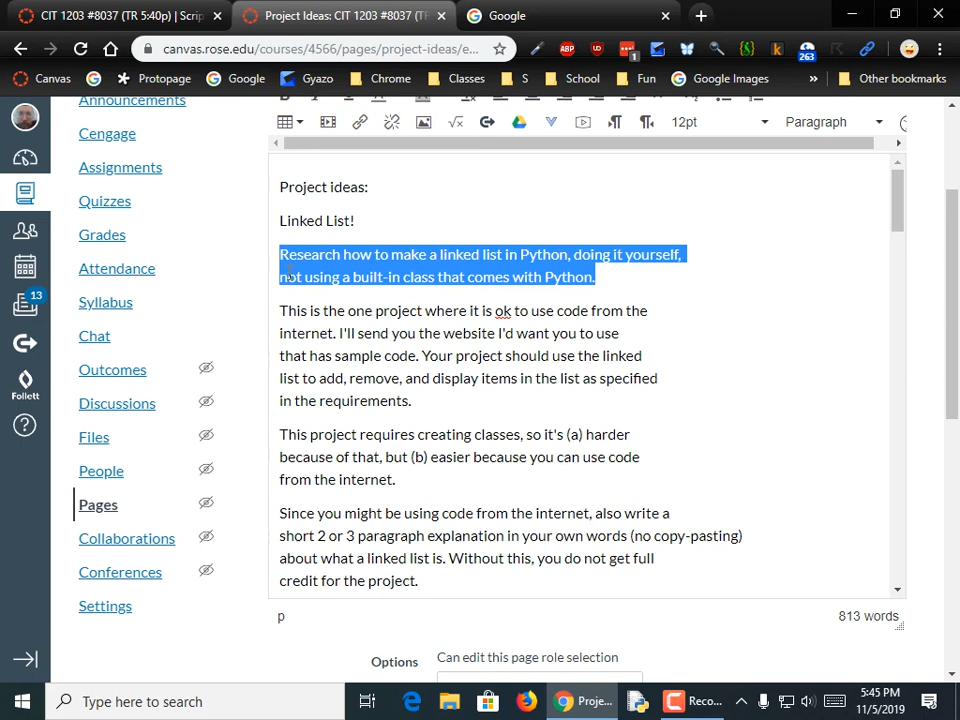 CIT 1203 #8037 (TR 5:40p) | Scrip
Project Ideas: CIT 1203 #8037 (TR
Google
canvas.rose.edu/courses/4566/pages/project-ideas/e...
ABP
1
263
Canvas
Protopage
Google
Gyazo
Chrome
Classes
S
School
Fun
Google Images
»
Other bookmarks
Announcements
Cengage
Assignments
Quizzes
Grades
Attendance
Syllabus
Chat
Outcomes
Discussions
Files
People
Pages
Collaborations
Conferences
Settings
13
Follett
12pt
Paragraph
Project ideas:
Linked List!
Research how to make a linked list in Python, doing it yourself,
not using a built-in class that comes with Python.
This is the one project where it is ok to use code from the
internet. I'll send you the website I'd want you to use
that has sample code. Your project should use the linked
list to add, remove, and display items in the list as specified
in the requirements.
This project requires creating classes, so it's (a) harder
because of that, but (b) easier because you can use code
from the internet.
Since you might be using code from the internet, also write a
short 2 or 3 paragraph explanation in your own words (no copy-pasting)
about what a linked list is. Without this, you do not get full
credit for the project.
p
813 words
Options
Can edit this page role selection
Type here to search
Proje...
Reco...
5:45 PM
11/5/2019